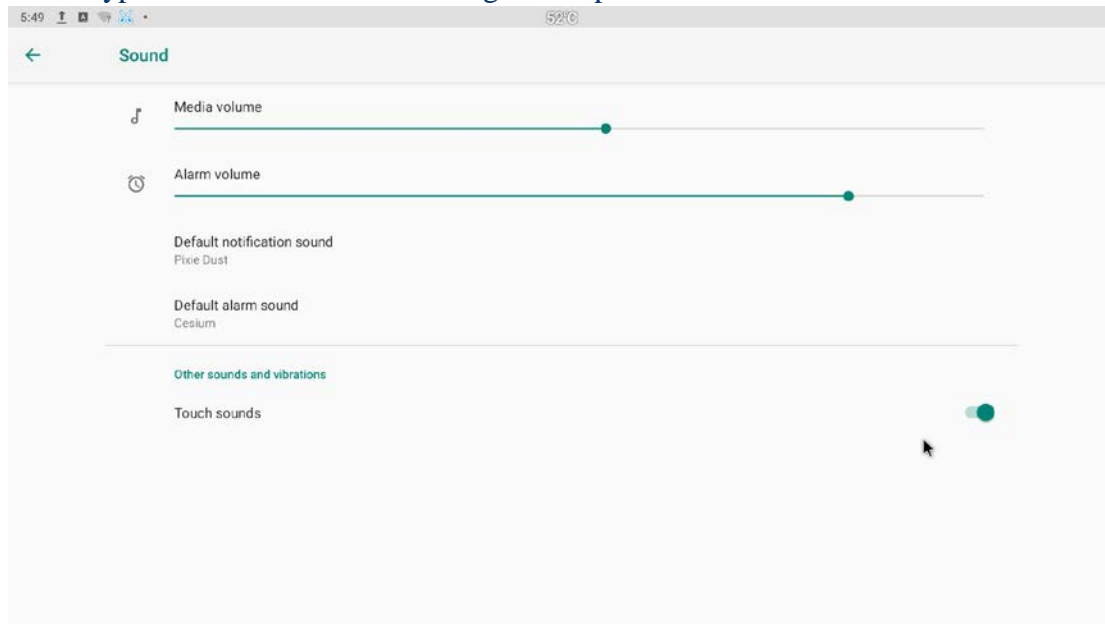 5:49
52°C
Sound
Media volume
Alarm volume
Default notification sound
Pixie Dust
Default alarm sound
Cesium
Other sounds and vibrations
Touch sounds